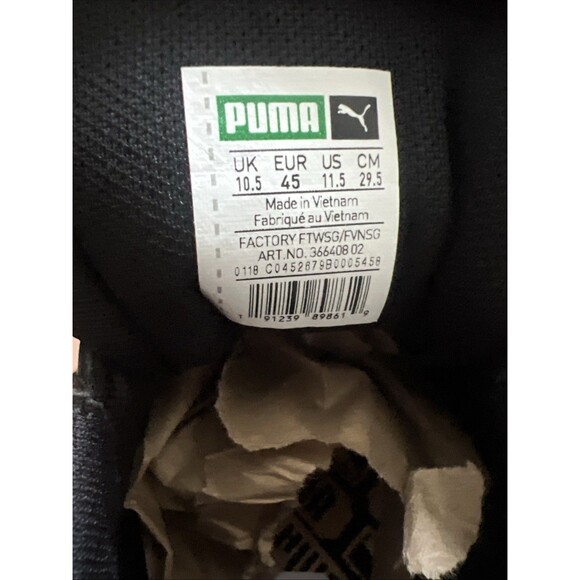 PUMA
UK EUR US CM
10.5 45 11.5 29.5
Made in Vietnam
Fabriqué au Vietnam
FACTORY FTWSG/FVNSG
ART.NO. 366408 02
0118 C0452679B0005458
1 91239 89861 9